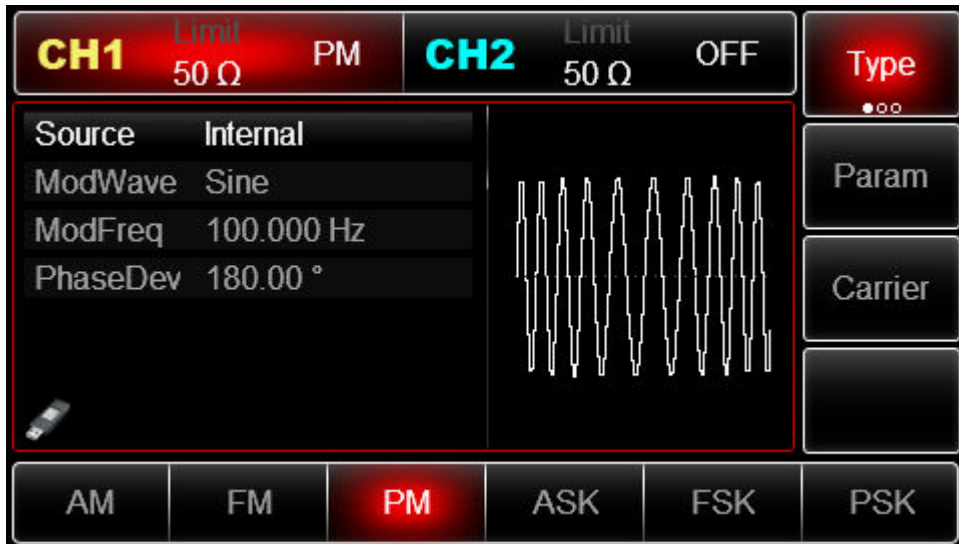 CH1 Limit 50 Ω PM CH2 Limit 50 Ω OFF Type
Source Internal
ModWave Sine
ModFreq 100.000 Hz
PhaseDev 180.00 °
Param
Carrier
AM FM PM ASK FSK PSK